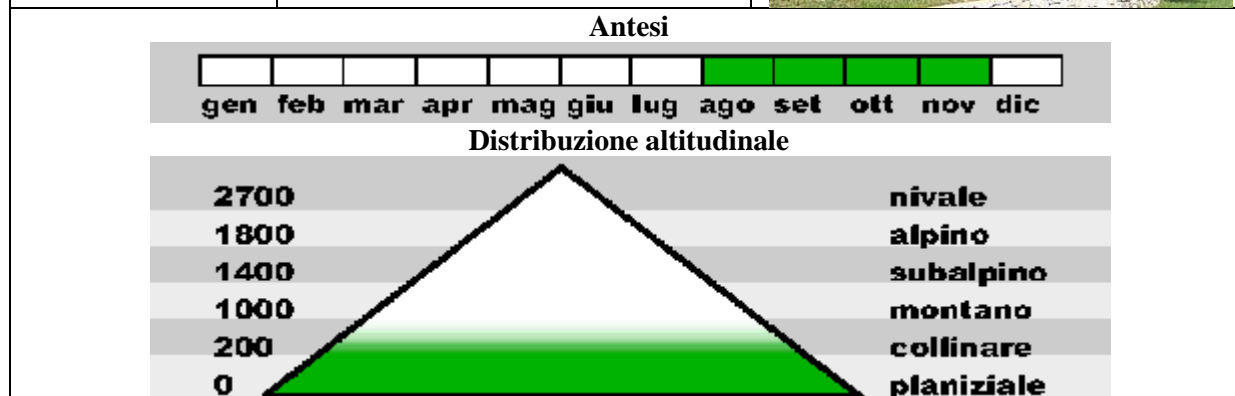 Antesi
gen feb mar apr mag giu lug ago set ott nov dic
Distribuzione altitudinale
2700 nivale
1800 alpino
1400 subalpino
1000 montano
200 collinare
0 planiziale